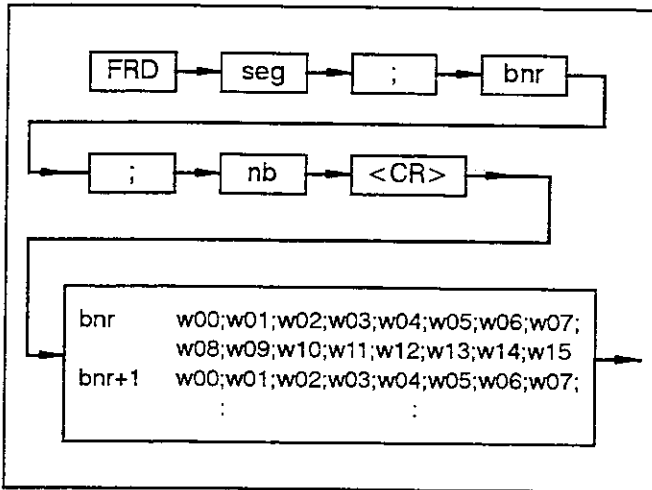 FRD seg ; bnr
; nb <CR>
bnr w00;w01;w02;w03;w04;w05;w06;w07;
w08;w09;w10;w11;w12;w13;w14;w15
bnr+1 w00;w01;w02;w03;w04;w05;w06;w07;
: :